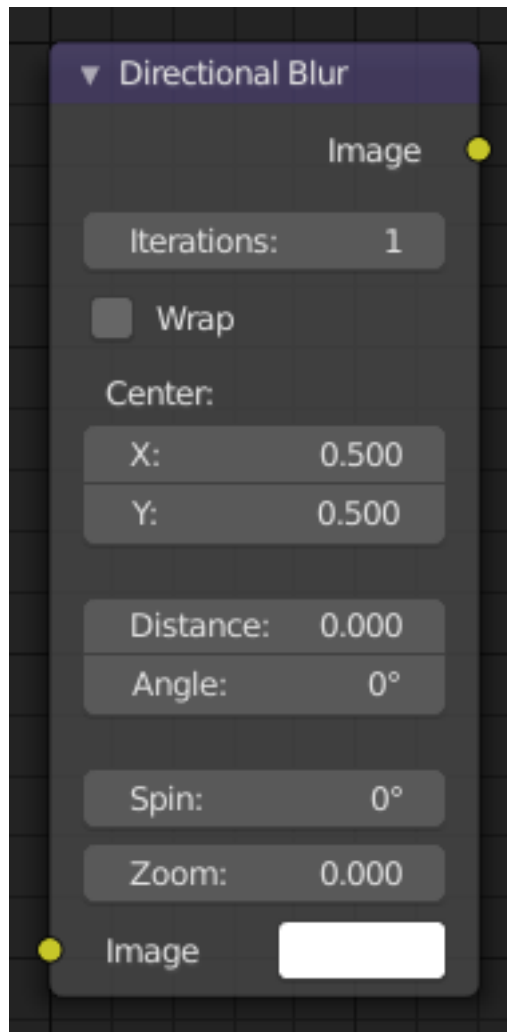 Directional Blur
Image
Iterations: 1
Wrap
Center:
X: 0.500
Y: 0.500
Distance: 0.000
Angle: 0°
Spin: 0°
Zoom: 0.000
Image